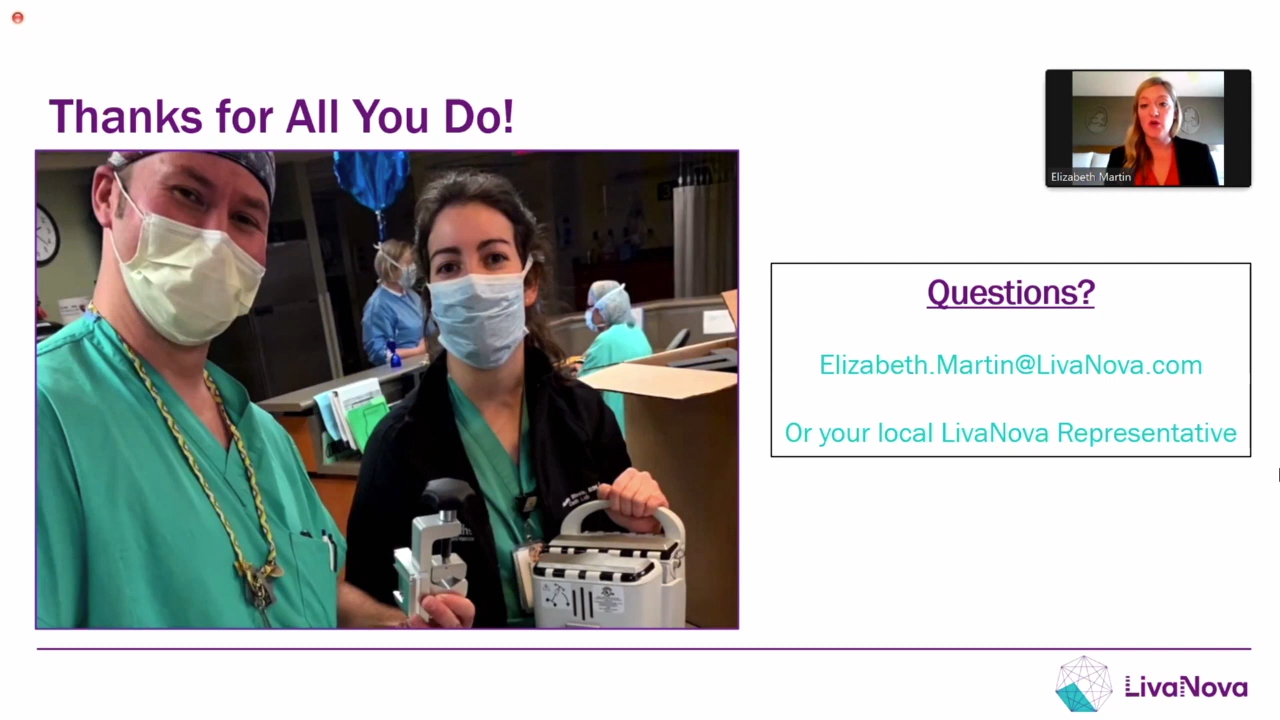 Thanks for All You Do!
Elizabeth Martin
Questions?
Elizabeth.Martin@LivaNova.com
Or your local LivaNova Representative
LivaNova